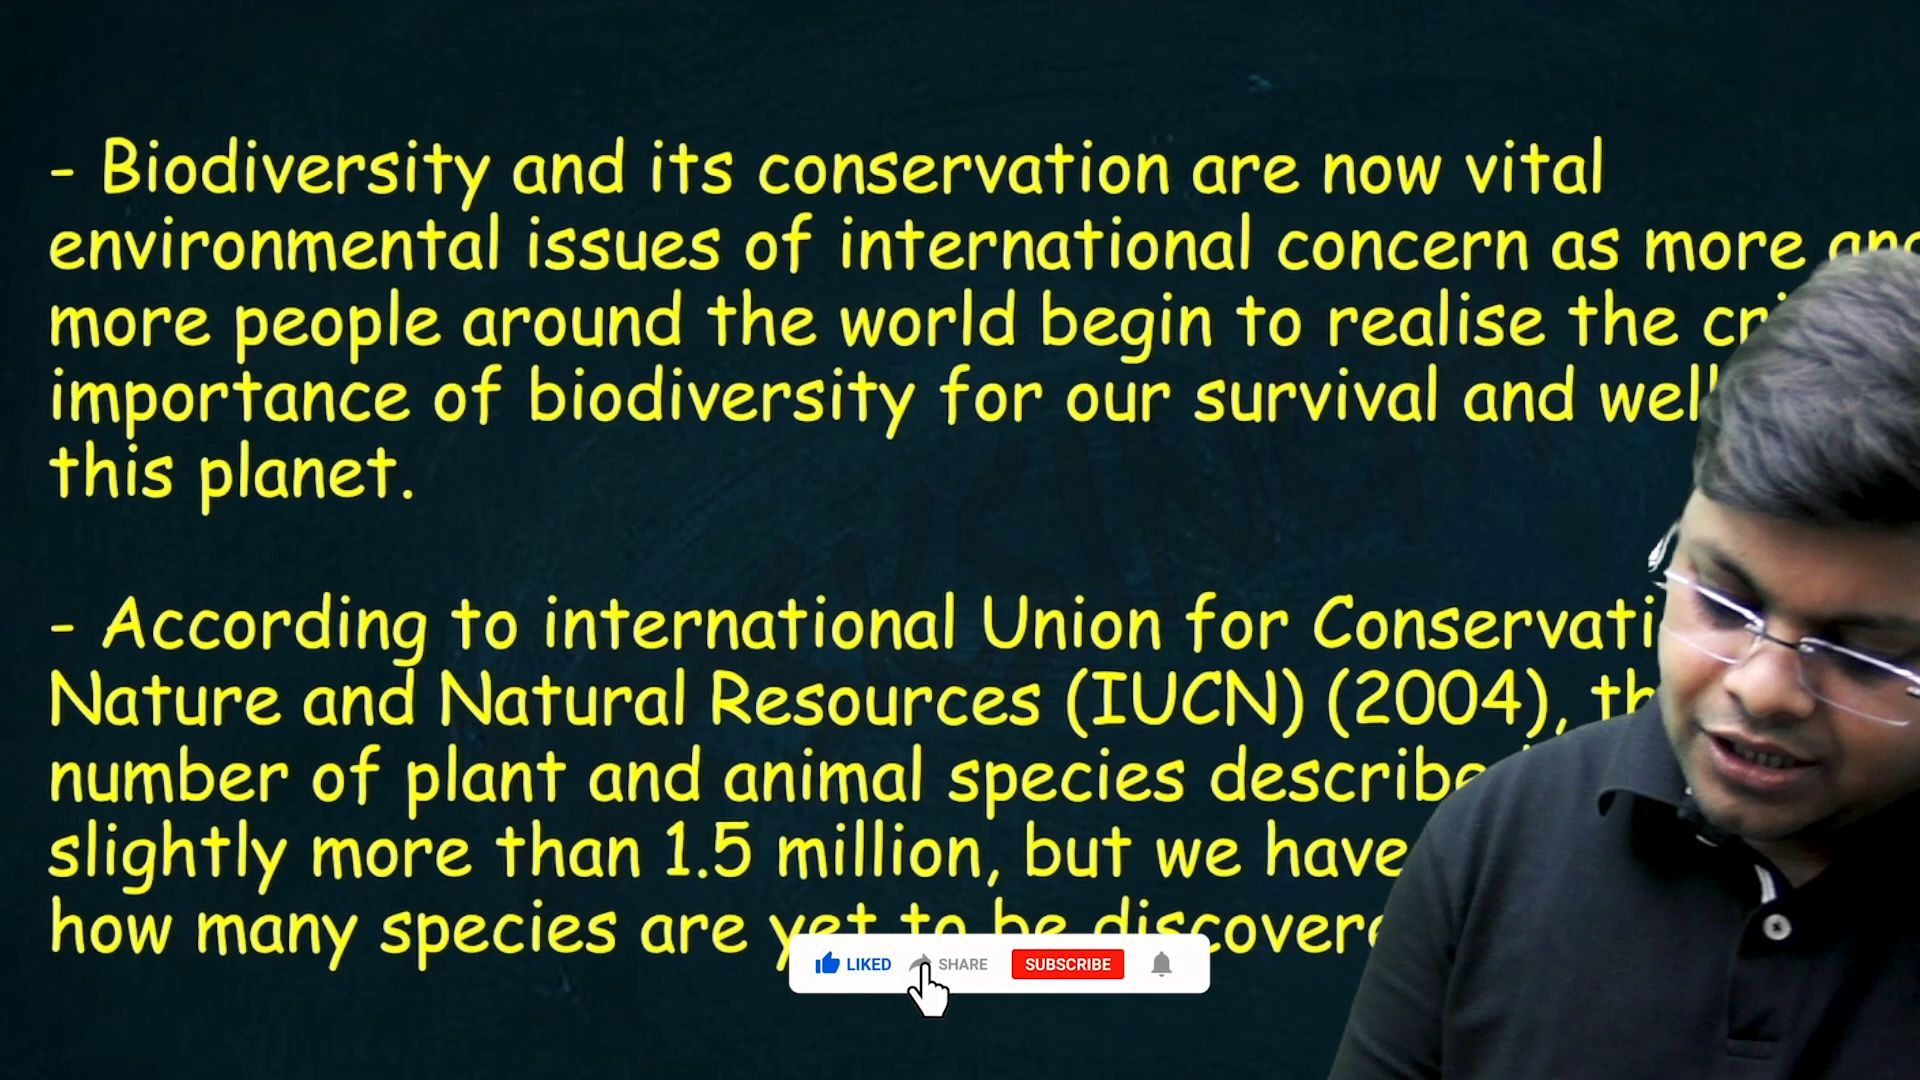 - Biodiversity and its conservation are now vital
environmental issues of international concern as more
more people around the world begin to realise the
importance of biodiversity for our survival and
this planet.
- According to international Union for
Nature and Natural Resources (IUCN) (2004),
number of plant and animal species
slightly more than 1.5 million, but we have
how many species are yet to be
LIKED SHARE SUBSCRIBE